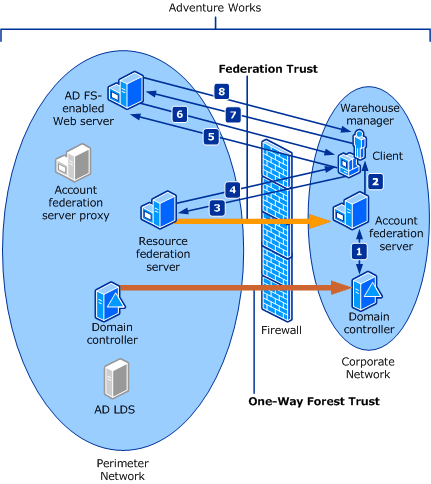 Adventure Works
Federation Trust
AD FS-
enabled
Web server
8
6
7
5
Warehouse
manager
Client
Account
federation
server proxy
4
3
2
Resource
federation
server
Account
federation
server
1
Domain
controller
Firewall
Domain
controller
Corporate
Network
AD LDS
One-Way Forest Trust
Perimeter
Network